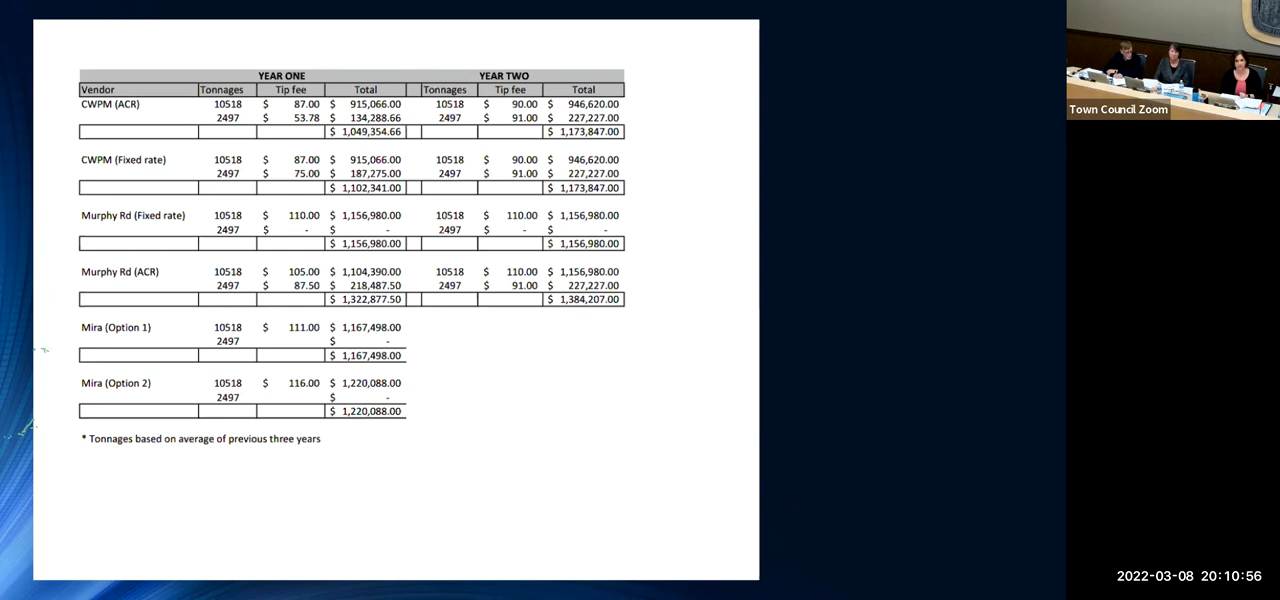 YEAR ONE YEAR TWO
Vendor Tonnages Tip fee Total Tonnages Tip fee Total
CWPM (ACR) 10518 $ 87.00 $ 915,066.00 10518 $ 90.00 $ 946,620.00
2497 $ 53.78 $ 134,288.66 2497 $ 91.00 $ 227,227.00
$ 1,049,354.66 $ 1,173,847.00
CWPM (Fixed rate) 10518 $ 87.00 $ 915,066.00 10518 $ 90.00 $ 946,620.00
2497 $ 75.00 $ 187,275.00 2497 $ 91.00 $ 227,227.00
$ 1,102,341.00 $ 1,173,847.00
Murphy Rd (Fixed rate) 10518 $ 110.00 $ 1,156,980.00 10518 $ 110.00 $ 1,156,980.00
2497 $ - $ - 2497 $ - $ -
$ 1,156,980.00 $ 1,156,980.00
Murphy Rd (ACR) 10518 $ 105.00 $ 1,104,390.00 10518 $ 110.00 $ 1,156,980.00
2497 $ 87.50 $ 218,487.50 2497 $ 91.00 $ 227,227.00
$ 1,322,877.50 $ 1,384,207.00
Mira (Option 1) 10518 $ 111.00 $ 1,167,498.00
2497 $ -
$ 1,167,498.00
Mira (Option 2) 10518 $ 116.00 $ 1,220,088.00
2497 $ -
$ 1,220,088.00
* Tonnages based on average of previous three years
Town Council Zoom
2022-03-08 20:10:56